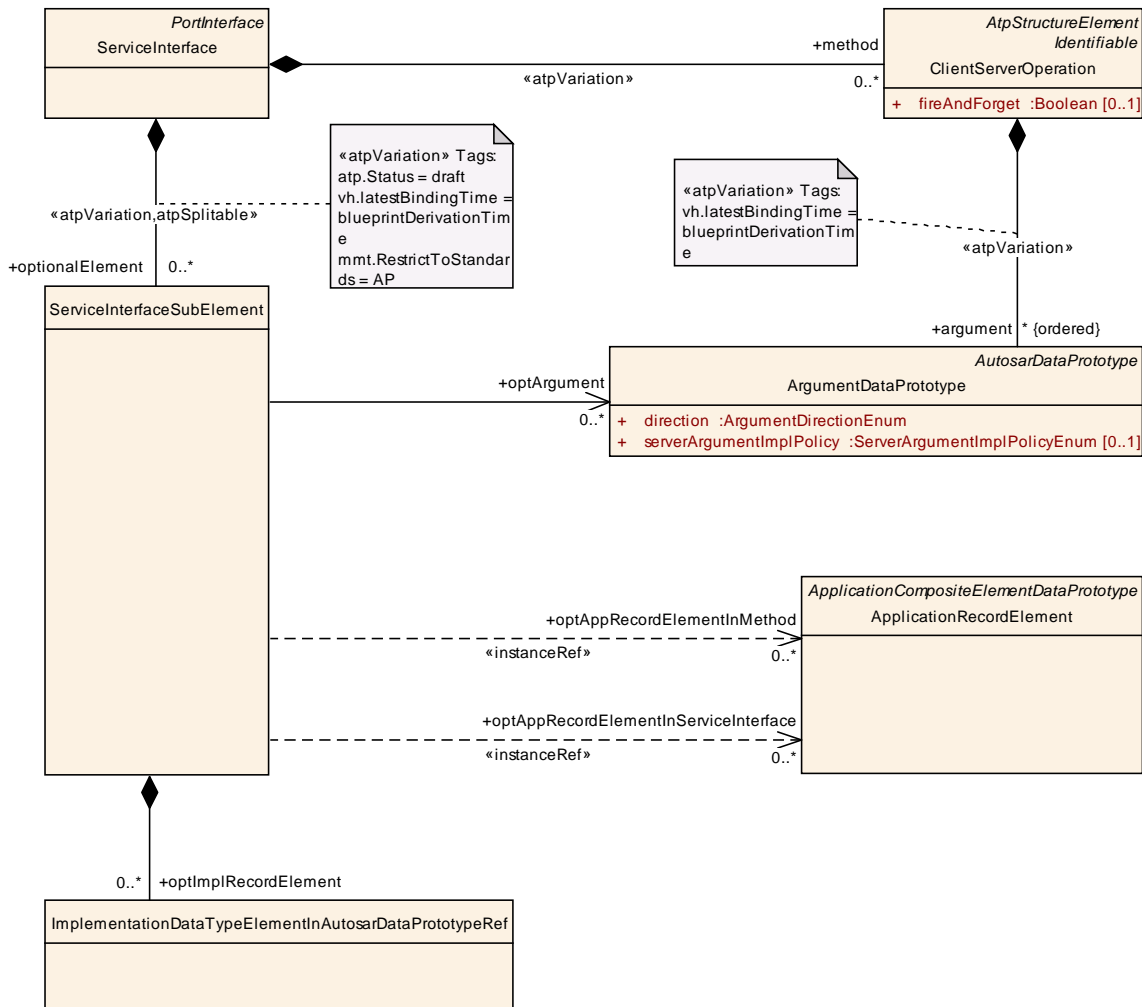 PortInterface
ServiceInterface
AtpStructureElement
Identifiable
ClientServerOperation
+ fireAndForget :Boolean [0..1]
+method
«atpVariation»
0..*
«atpVariation» Tags:
atp.Status = draft
vh.latestBindingTime =
blueprintDerivationTim
e
mmt.RestrictToStandar
ds = AP
«atpVariation» Tags:
vh.latestBindingTime =
blueprintDerivationTim
e
«atpVariation,atpSplitable»
«atpVariation»
+optionalElement 0..*
ServiceInterfaceSubElement
+argument * {ordered}
AutosarDataPrototype
ArgumentDataPrototype
+ direction :ArgumentDirectionEnum
+ serverArgumentImplPolicy :ServerArgumentImplPolicyEnum [0..1]
+optArgument
0..*
ApplicationCompositeElementDataPrototype
ApplicationRecordElement
+optAppRecordElementInMethod
«instanceRef»
0..*
+optAppRecordElementInServiceInterface
«instanceRef»
0..*
0..* +optImplRecordElement
ImplementationDataTypeElementInAutosarDataPrototypeRef